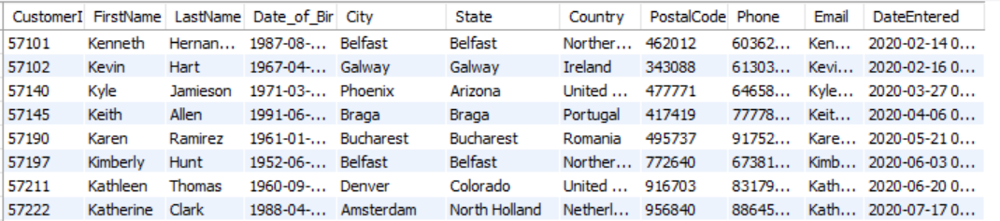 CustomerI FirstName LastName Date_of_Bir City State Country PostalCode Phone Email DateEntered
57101 Kenneth Hernan... 1987-08-... Belfast Belfast Norther... 462012 60362... Ken... 2020-02-14 0...
57102 Kevin Hart 1967-04-... Galway Galway Ireland 343088 61303... Kevi... 2020-02-16 0...
57140 Kyle Jamieson 1971-03-... Phoenix Arizona United ... 477771 64658... Kyle... 2020-03-27 0...
57145 Keith Allen 1991-06-... Braga Braga Portugal 417419 77778... Keit... 2020-04-06 0...
57190 Karen Ramirez 1961-01-... Bucharest Bucharest Romania 495737 91752... Kare... 2020-05-21 0...
57197 Kimberly Hunt 1952-06-... Belfast Belfast Norther... 772640 67381... Kimb... 2020-06-03 0...
57211 Kathleen Thomas 1960-09-... Denver Colorado United ... 916703 83179... Kath... 2020-06-20 0...
57222 Katherine Clark 1988-04-... Amsterdam North Holland Netherl... 956840 88645... Kath... 2020-07-17 0...